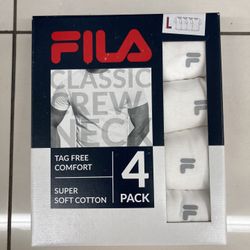 FILA
L
CLASSIC
CREW
NECK
TAG FREE
COMFORT
SUPER
SOFT COTTON
4
PACK